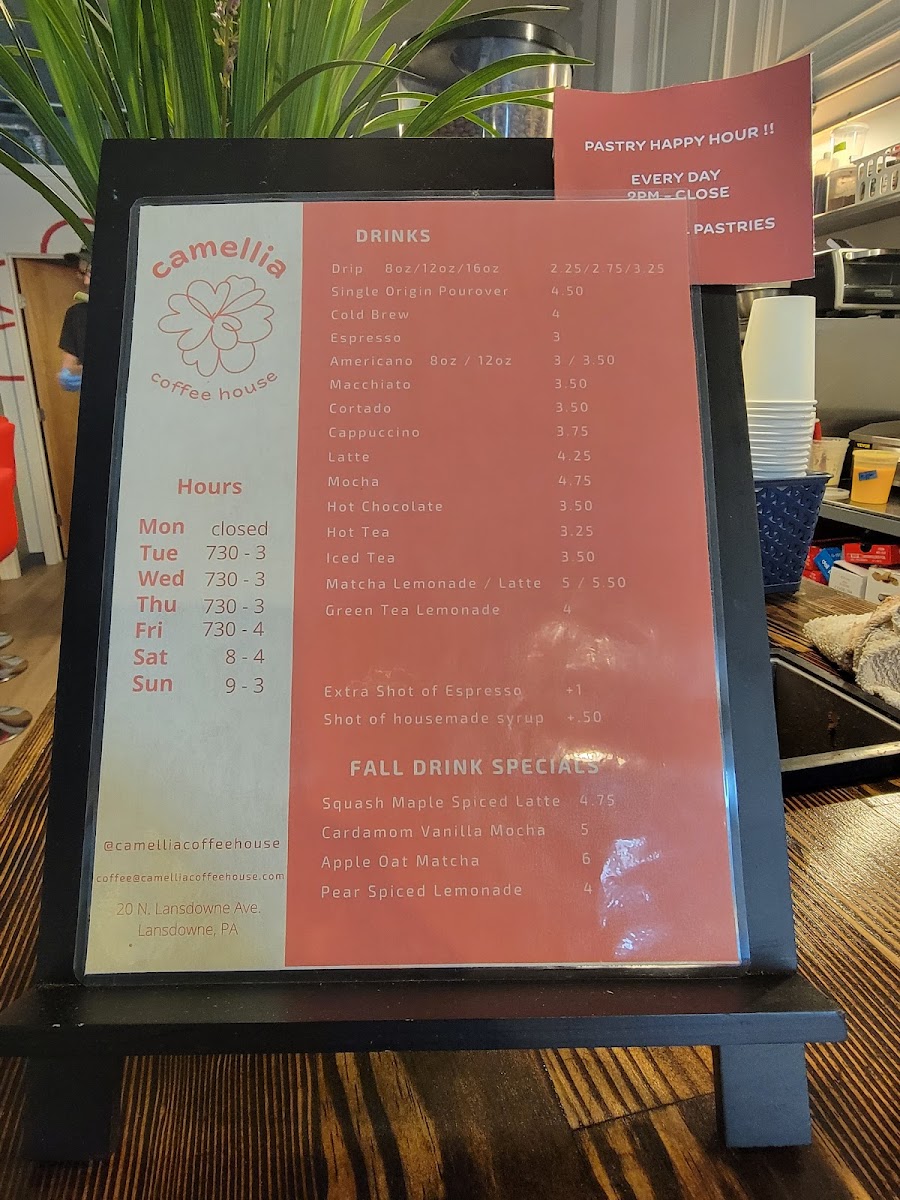 PASTRY HAPPY HOUR !!
EVERY DAY
2PM - CLOSE
PASTRIES
camellia
coffee house
Hours
Mon closed
Tue 730 - 3
Wed 730 - 3
Thu 730 - 3
Fri 730 - 4
Sat 8 - 4
Sun 9 - 3
@camelliacoffeehouse
coffee@camelliacoffeehouse.com
20 N. Lansdowne Ave.
Lansdowne, PA
DRINKS
Drip 8oz/12oz/16oz 2.25/2.75/3.25
Single Origin Pourover 4.50
Cold Brew 4
Espresso 3
Americano 8oz / 12oz 3 / 3.50
Macchiato 3.50
Cortado 3.50
Cappuccino 3.75
Latte 4.25
Mocha 4.75
Hot Chocolate 3.50
Hot Tea 3.25
Iced Tea 3.50
Matcha Lemonade / Latte 5 / 5.50
Green Tea Lemonade 4
Extra Shot of Espresso +1
Shot of housemade syrup +.50
FALL DRINK SPECIALS
Squash Maple Spiced Latte 4.75
Cardamom Vanilla Mocha 5
Apple Oat Matcha 6
Pear Spiced Lemonade 4